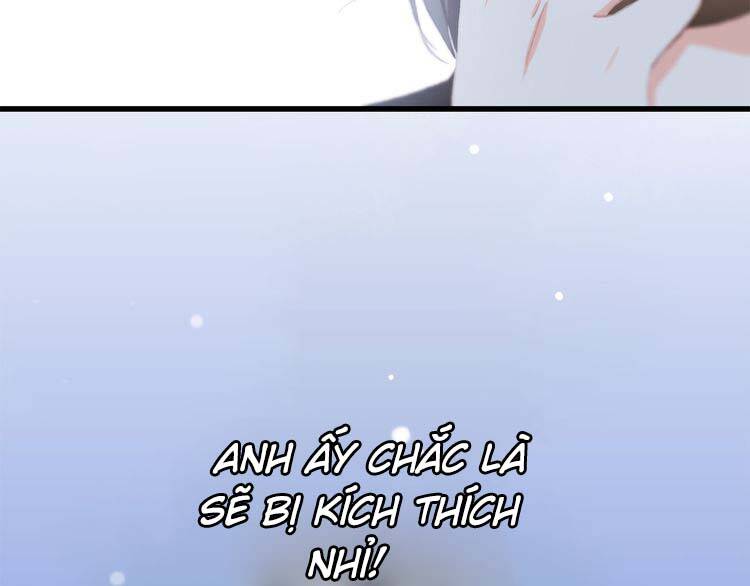 ANH ẤY CHẮC LÀ
SẼ BỊ KÍCH THÍCH
NHỈ!